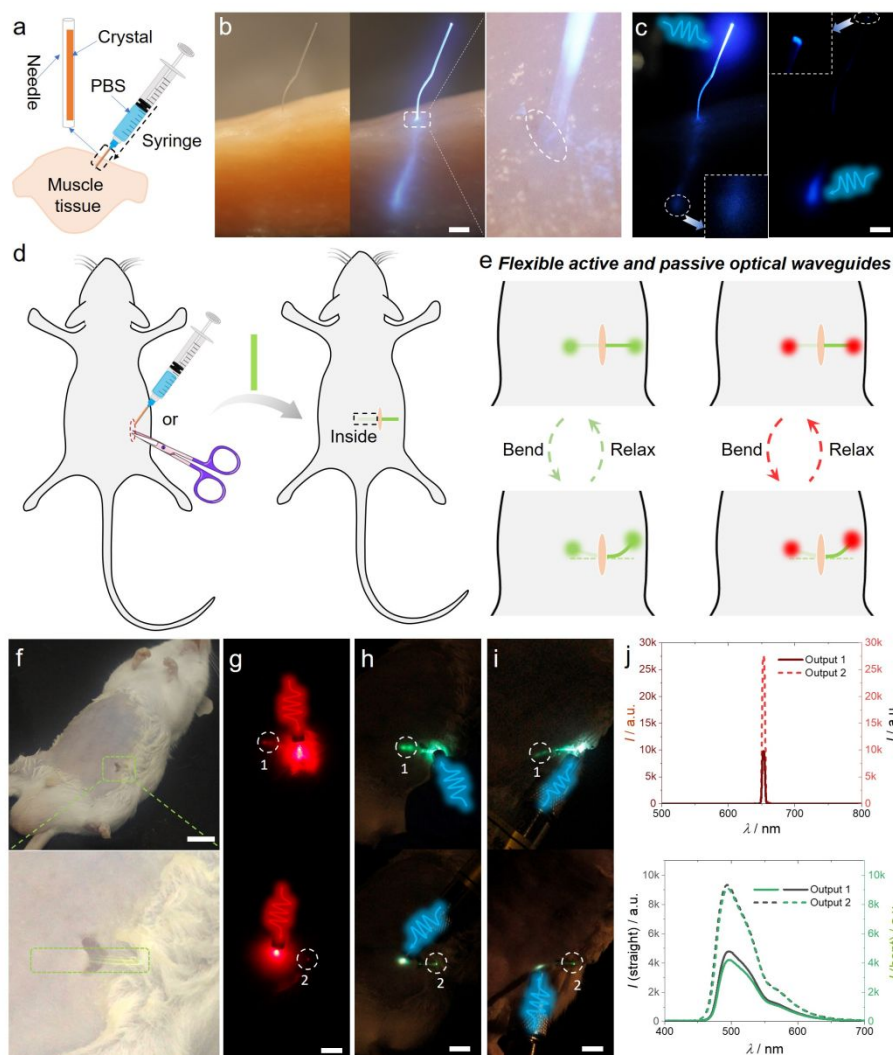 a
Crystal
Needle
PBS
Syringe
Muscle
tissue
b
c
d
or
Inside
e Flexible active and passive optical waveguides
Bend
Relax
Bend
Relax
f
g
1
2
h
1
2
i
1
2
j
30k
25k
20k
15k
10k
5k
0
I / a.u.
Output 1
Output 2
30k
25k
20k
15k
10k
5k
0
I / a.u.
500 600 700 800
λ / nm
10k
8k
6k
4k
2k
0
I (straight) / a.u.
Output 1
Output 2
10k
8k
6k
4k
2k
0
400 500 600 700
λ / nm